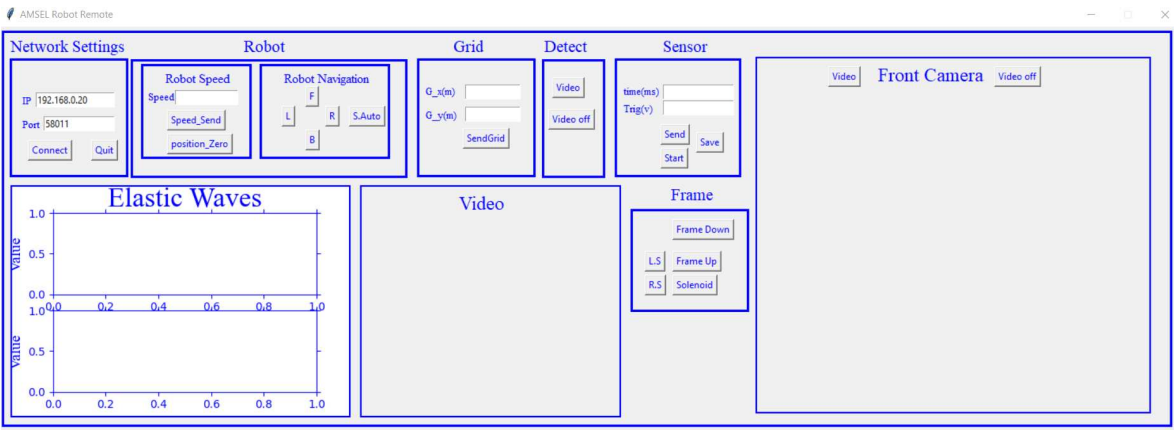 AMSEL Robot Remote
Network Settings
Robot
Grid
Detect
Sensor
IP 192.168.0.20
Port 58011
Connect Quit
Robot Speed
Speed
Speed_Send
position_Zero
Robot Navigation
F
L R S.Auto
B
G_x(m)
G_y(m)
SendGrid
Video
Video off
time(ms)
Trig(v)
Send
Save
Start
Video Front Camera Video off
Elastic Waves
value
1.0
0.5
0.0
0.0 0.2 0.4 0.6 0.8 1.0
value
1.0
0.5
0.0
0.0 0.2 0.4 0.6 0.8 1.0
Video
Frame
Frame Down
L.S Frame Up
R.S Solenoid